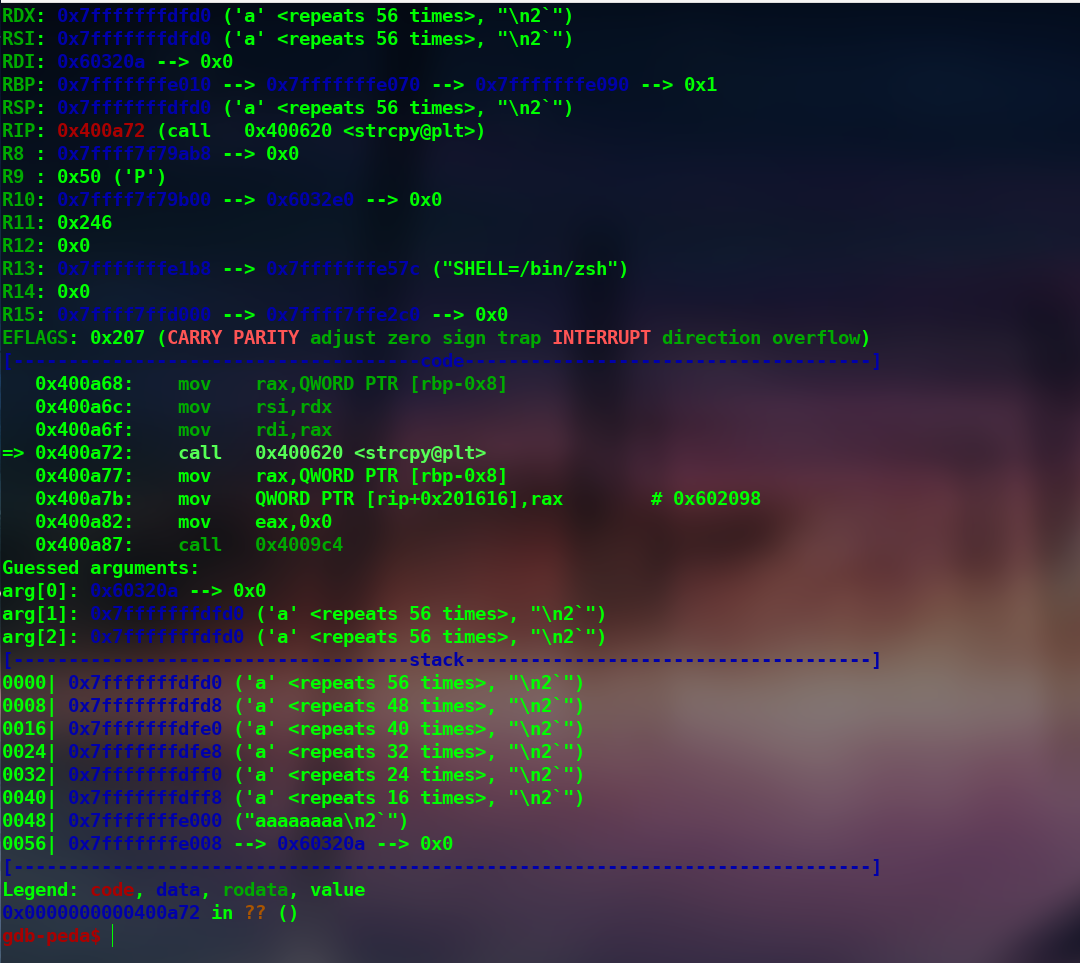 RDX: 0x7fffffffdfd0 ('a' <repeats 56 times>, "\n2`")
RSI: 0x7fffffffdfd0 ('a' <repeats 56 times>, "\n2`")
RDI: 0x60320a --> 0x0
RBP: 0x7fffffffe010 --> 0x7fffffffe070 --> 0x7fffffffe090 --> 0x1
RSP: 0x7fffffffdfd0 ('a' <repeats 56 times>, "\n2`")
RIP: 0x400a72 (call   0x400620 <strcpy@plt>)
R8 : 0x7ffff7f79ab8 --> 0x0
R9 : 0x50 ('P')
R10: 0x7ffff7f79b00 --> 0x6032e0 --> 0x0
R11: 0x246
R12: 0x0
R13: 0x7fffffffe1b8 --> 0x7fffffffe57c ("SHELL=/bin/zsh")
R14: 0x0
R15: 0x7ffff7ffd000 --> 0x7ffff7ffe2c0 --> 0x0
EFLAGS: 0x207 (CARRY PARITY adjust zero sign trap INTERRUPT direction overflow)
[-------------------------------------code-------------------------------------]
   0x400a68:    mov    rax,QWORD PTR [rbp-0x8]
   0x400a6c:    mov    rsi,rdx
   0x400a6f:    mov    rdi,rax
=> 0x400a72:    call   0x400620 <strcpy@plt>
   0x400a77:    mov    rax,QWORD PTR [rbp-0x8]
   0x400a7b:    mov    QWORD PTR [rip+0x201616],rax        # 0x602098
   0x400a82:    mov    eax,0x0
   0x400a87:    call   0x4009c4
Guessed arguments:
arg[0]: 0x60320a --> 0x0
arg[1]: 0x7fffffffdfd0 ('a' <repeats 56 times>, "\n2`")
arg[2]: 0x7fffffffdfd0 ('a' <repeats 56 times>, "\n2`")
[------------------------------------stack-------------------------------------]
0000| 0x7fffffffdfd0 ('a' <repeats 56 times>, "\n2`")
0008| 0x7fffffffdfd8 ('a' <repeats 48 times>, "\n2`")
0016| 0x7fffffffdfe0 ('a' <repeats 40 times>, "\n2`")
0024| 0x7fffffffdfe8 ('a' <repeats 32 times>, "\n2`")
0032| 0x7fffffffdff0 ('a' <repeats 24 times>, "\n2`")
0040| 0x7fffffffdff8 ('a' <repeats 16 times>, "\n2`")
0048| 0x7fffffffe000 ("aaaaaaaa\n2`")
0056| 0x7fffffffe008 --> 0x60320a --> 0x0
[------------------------------------------------------------------------------]
Legend: code, data, rodata, value
0x0000000000400a72 in ?? ()
gdb-peda$